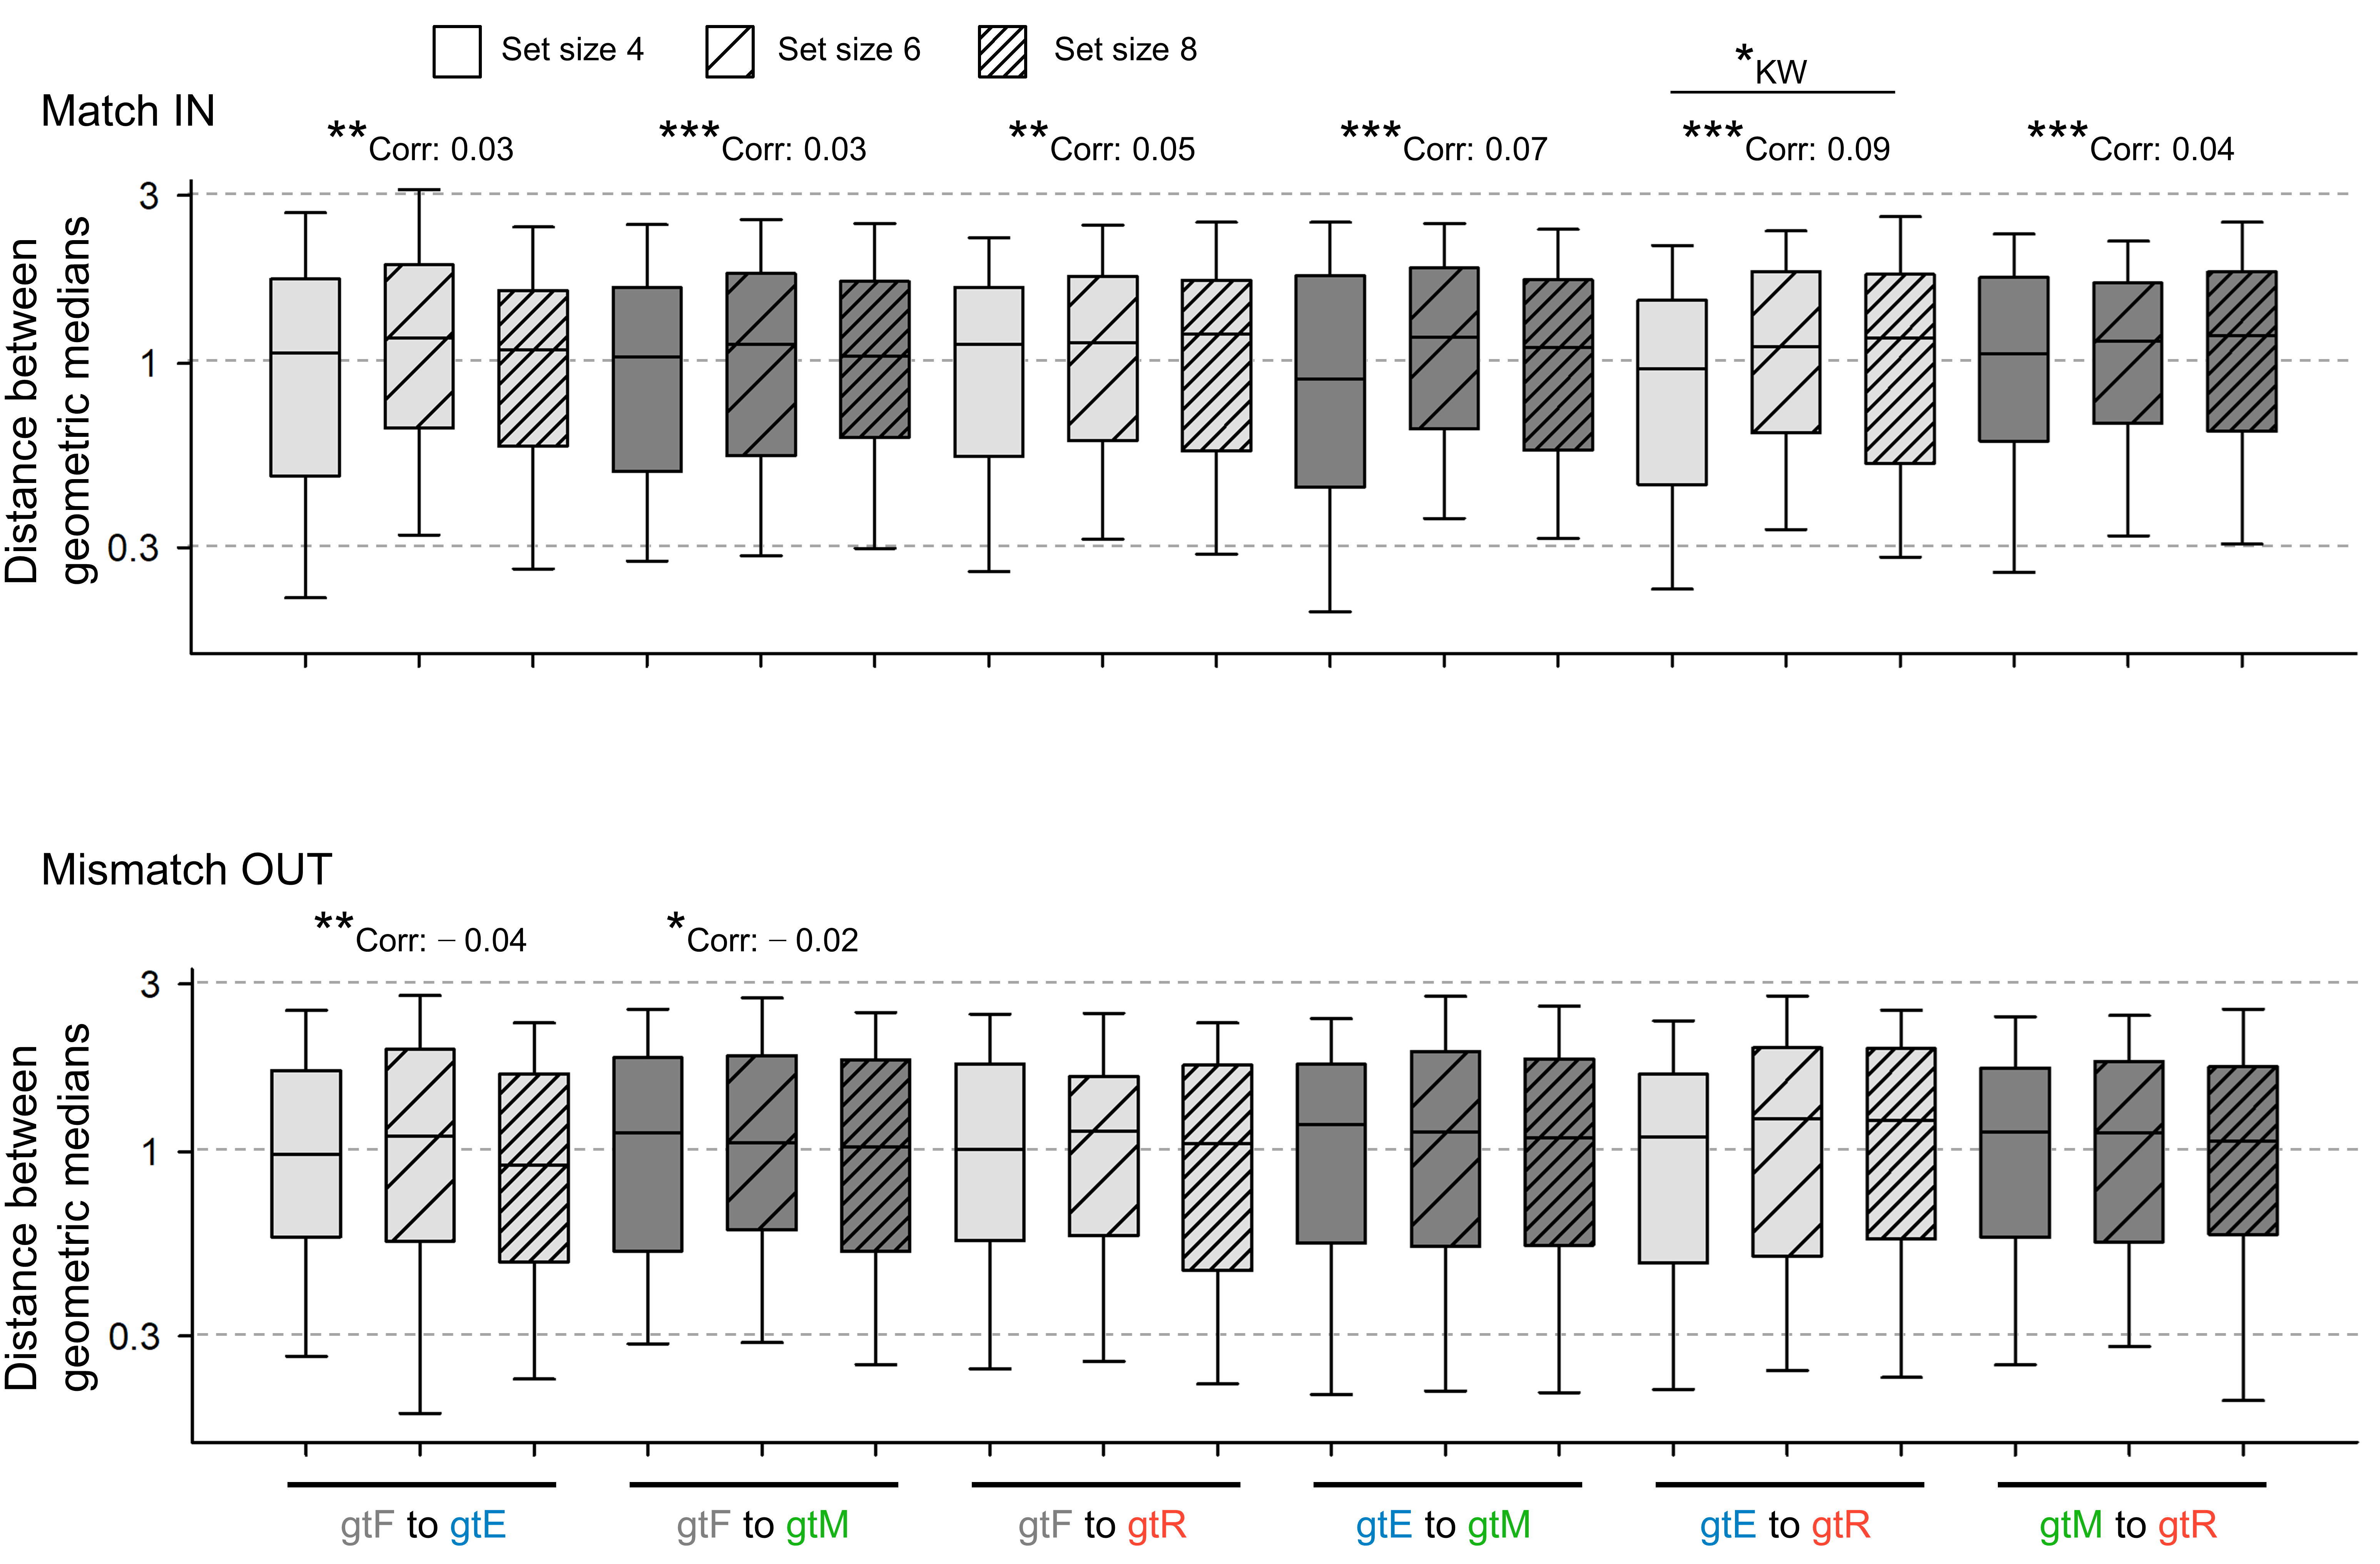 Set size 4 Set size 6 Set size 8
*KW
Match IN
**Corr: 0.03 ***Corr: 0.03 **Corr: 0.05 ***Corr: 0.07 ***Corr: 0.09 ***Corr: 0.04
Distance between
geometric medians
3
1
0.3
Mismatch OUT
**Corr: – 0.04 *Corr: – 0.02
Distance between
geometric medians
3
1
0.3
gtF to gtE gtF to gtM gtF to gtR gtE to gtM gtE to gtR gtM to gtR